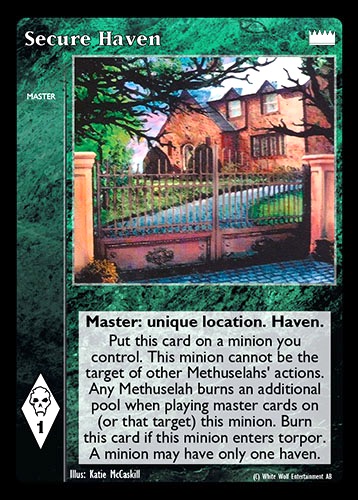 Secure Haven
MASTER
Master: unique location. Haven.
Put this card on a minion you
control. This minion cannot be the
target of other Methuselahs' actions.
Any Methuselah burns an additional
pool when playing master cards on
(or that target) this minion. Burn
this card if this minion enters torpor.
A minion may have only one haven.
1
Illus: Katie McCaskill
(C) White Wolf Entertainment AB